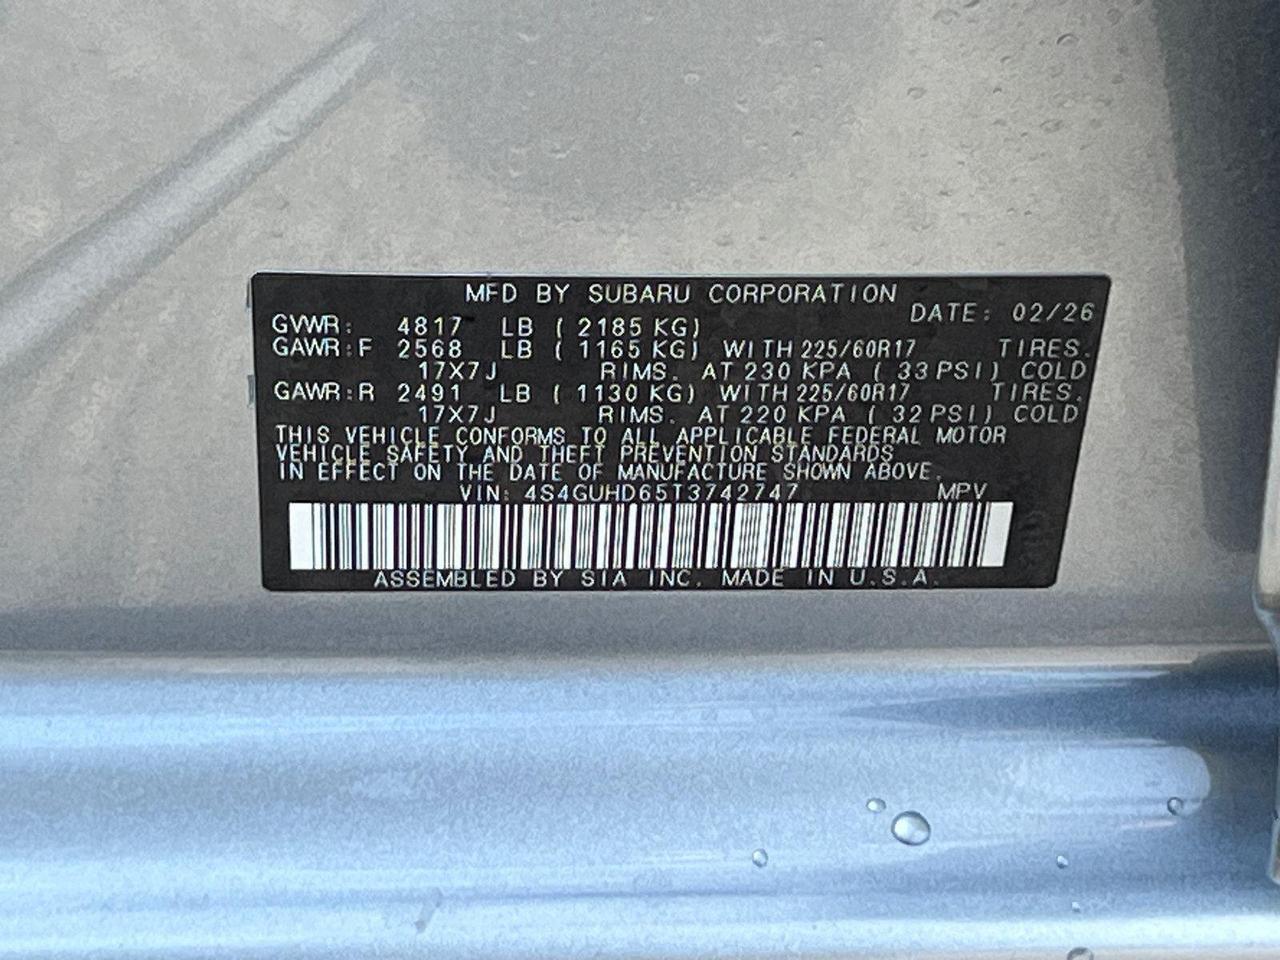 MFD BY SUBARU CORPORATION
DATE: 02/26
GVWR: 4817 LB ( 2185 KG)
GAWR:F 2568 LB ( 1165 KG) WITH 225/60R17 TIRES.
17X7J RIMS. AT 230 KPA ( 33 PSI) COLD
GAWR:R 2491 LB ( 1130 KG) WITH 225/60R17 TIRES.
17X7J RIMS. AT 220 KPA ( 32 PSI) COLD
THIS VEHICLE CONFORMS TO ALL APPLICABLE FEDERAL MOTOR
VEHICLE SAFETY AND THEFT PREVENTION STANDARDS
IN EFFECT ON THE DATE OF MANUFACTURE SHOWN ABOVE.
VIN: 4S4GUHD65T3742747 MPV
ASSEMBLED BY SIA INC. MADE IN U.S.A.